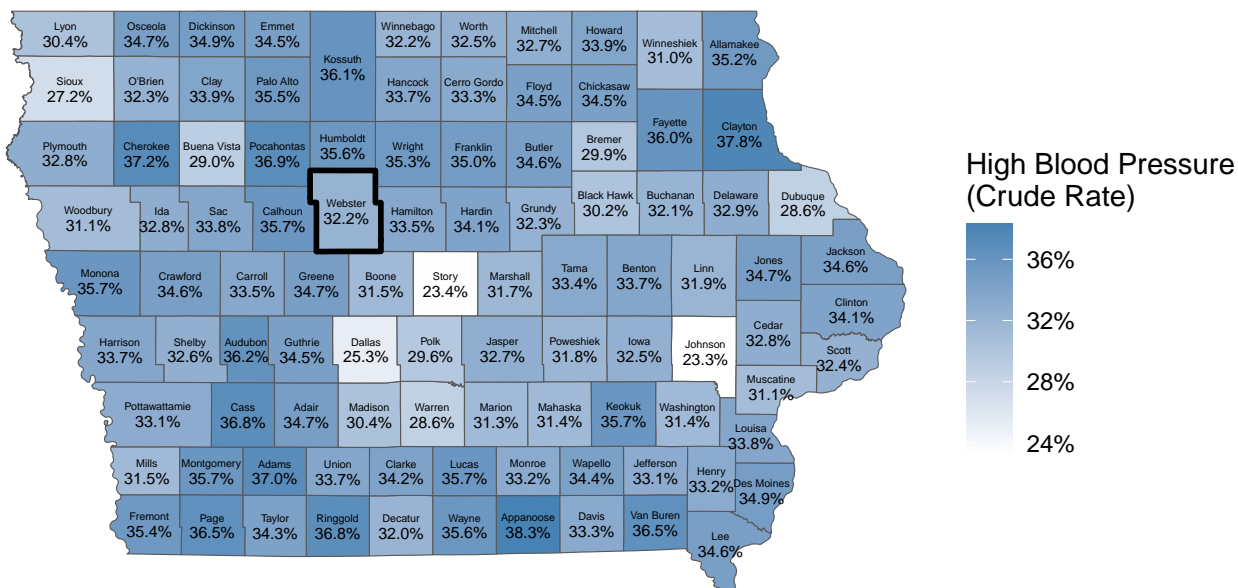 Lyon
30.4%
Osceola
34.7%
Dickinson
34.9%
Emmet
34.5%
Kossuth
36.1%
Winnebago
32.2%
Worth
32.5%
Mitchell
32.7%
Howard
33.9%
Winneshiek
31.0%
Allamakee
35.2%
Sioux
27.2%
O'Brien
32.3%
Clay
33.9%
Palo Alto
35.5%
Hancock
33.7%
Cerro Gordo
33.3%
Floyd
34.5%
Chickasaw
34.5%
Fayette
36.0%
Clayton
37.8%
Plymouth
32.8%
Cherokee
37.2%
Buena Vista
29.0%
Pocahontas
36.9%
Humboldt
35.6%
Wright
35.3%
Franklin
35.0%
Butler
34.6%
Bremer
29.9%
Woodbury
31.1%
Ida
32.8%
Sac
33.8%
Calhoun
35.7%
Webster
32.2%
Hamilton
33.5%
Hardin
34.1%
Grundy
32.3%
Black Hawk
30.2%
Buchanan
32.1%
Delaware
32.9%
Dubuque
28.6%
Monona
35.7%
Crawford
34.6%
Carroll
33.5%
Greene
34.7%
Boone
31.5%
Story
23.4%
Marshall
31.7%
Tama
33.4%
Benton
33.7%
Linn
31.9%
Jones
34.7%
Jackson
34.6%
Clinton
34.1%
Harrison
33.7%
Shelby
32.6%
Audubon
36.2%
Guthrie
34.5%
Dallas
25.3%
Polk
29.6%
Jasper
32.7%
Poweshiek
31.8%
Iowa
32.5%
Johnson
23.3%
Cedar
32.8%
Scott
32.4%
Muscatine
31.1%
Pottawattamie
33.1%
Cass
36.8%
Adair
34.7%
Madison
30.4%
Warren
28.6%
Marion
31.3%
Mahaska
31.4%
Keokuk
35.7%
Washington
31.4%
Louisa
33.8%
Mills
31.5%
Montgomery
35.7%
Adams
37.0%
Union
33.7%
Clarke
34.2%
Lucas
35.7%
Monroe
33.2%
Wapello
34.4%
Jefferson
33.1%
Henry
33.2%
Des Moines
34.9%
Fremont
35.4%
Page
36.5%
Taylor
34.3%
Ringgold
36.8%
Decatur
32.0%
Wayne
35.6%
Appanoose
38.3%
Davis
33.3%
Van Buren
36.5%
Lee
34.6%
High Blood Pressure
(Crude Rate)
36%
32%
28%
24%